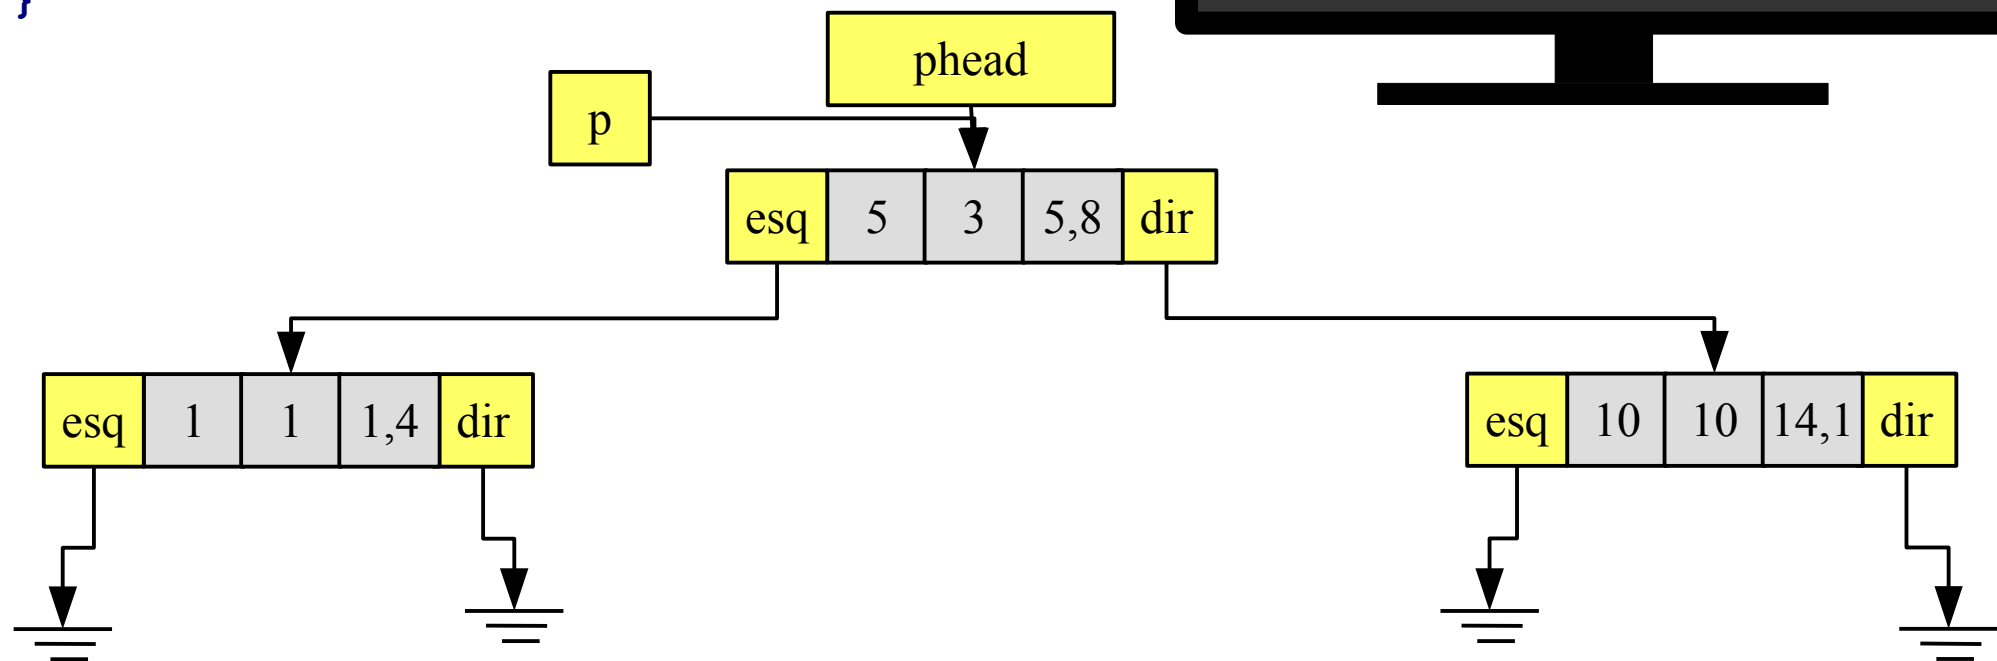 }
phead
p
esq 5 3 5,8 dir
esq 1 1 1,4 dir
esq 10 10 14,1 dir